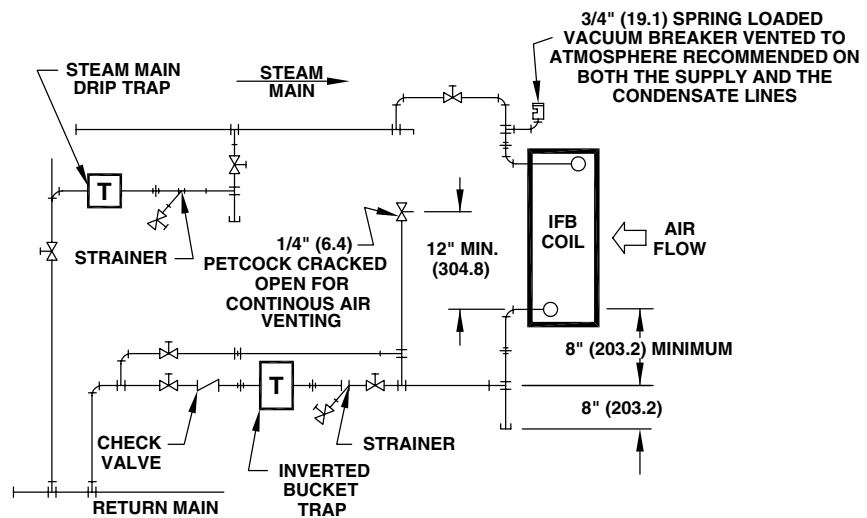 3/4" (19.1) SPRING LOADED
VACUUM BREAKER VENTED TO
ATMOSPHERE RECOMMENDED ON
BOTH THE SUPPLY AND THE
CONDENSATE LINES
STEAM MAIN
DRIP TRAP
STEAM
MAIN
T
STRAINER
1/4" (6.4)
PETCOCK CRACKED
OPEN FOR
CONTINOUS AIR
VENTING
12" MIN.
(304.8)
IFB
COIL
AIR
FLOW
8" (203.2) MINIMUM
8" (203.2)
T
CHECK
VALVE
INVERTED
BUCKET
TRAP
STRAINER
RETURN MAIN